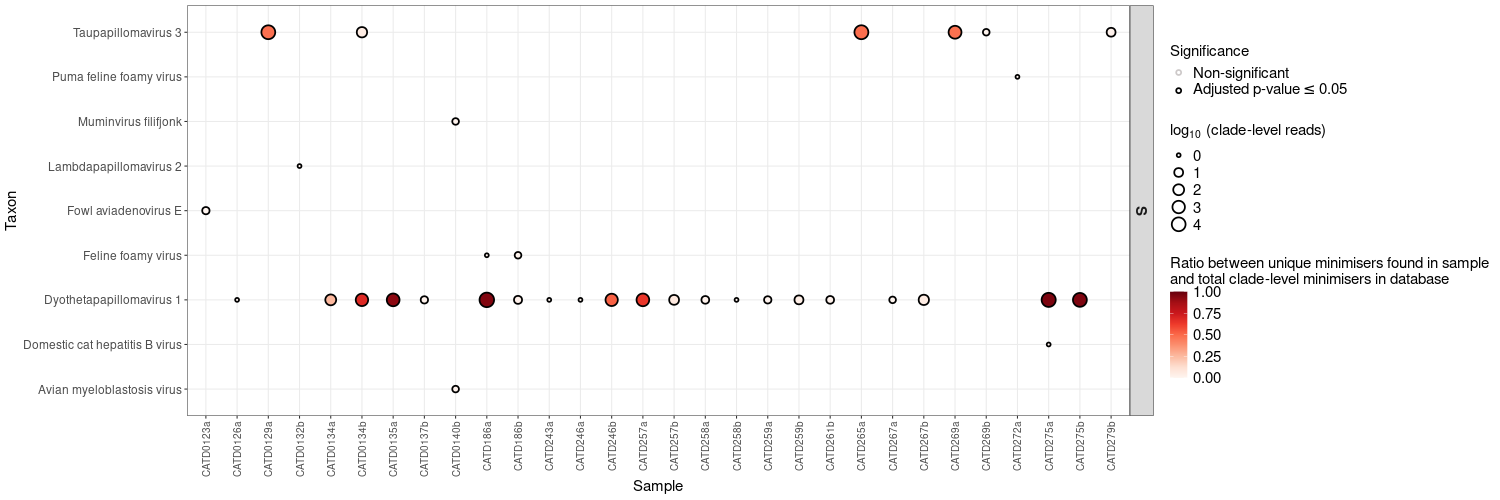 Taupapillomavirus 3
Puma feline foamy virus
Muminvirus filifjonk
Lambdapapillomavirus 2
Fowl aviadenovirus E
Feline foamy virus
Dyothetapapillomavirus 1
Domestic cat hepatitis B virus
Avian myeloblastosis virus
Taxon
S
CATD0123a
CATD0126a
CATD0129a
CATD0132b
CATD0134a
CATD0134b
CATD0135a
CATD0137b
CATD0140b
CATD186a
CATD186b
CATD243a
CATD246a
CATD246b
CATD257a
CATD257b
CATD258a
CATD258b
CATD259a
CATD259b
CATD261b
CATD265a
CATD267a
CATD267b
CATD269a
CATD269b
CATD272a
CATD275a
CATD275b
CATD279b
Sample
Significance
Non-significant
Adjusted p-value ≤ 0.05
log₁₀ (clade-level reads)
0
1
2
3
4
Ratio between unique minimisers found in sample
and total clade-level minimisers in database
1.00
0.75
0.50
0.25
0.00